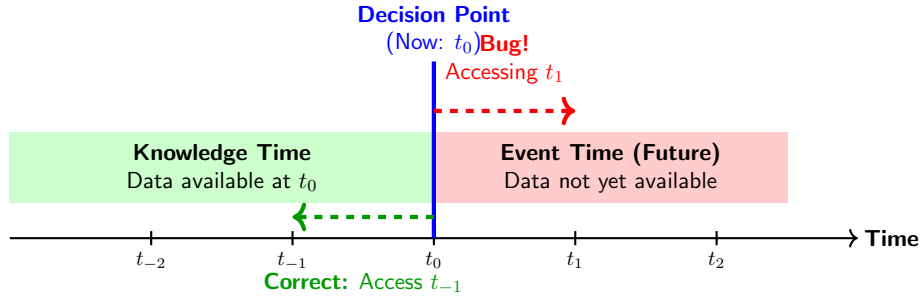 Decision Point
(Now: t₀)
Bug!
Accessing t₁
Knowledge Time
Data available at t₀
Event Time (Future)
Data not yet available
Time
t₋₂
t₋₁
t₀
t₁
t₂
Correct: Access t₋₁